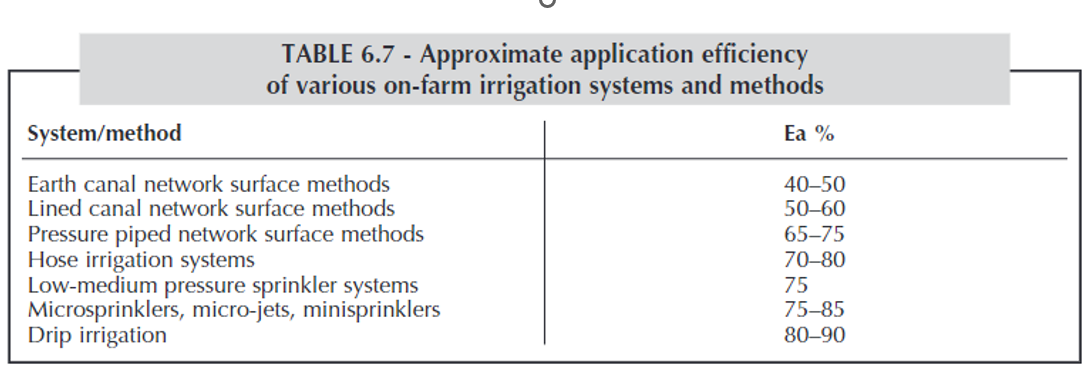 TABLE 6.7 - Approximate application efficiency
of various on-farm irrigation systems and methods
System/method Ea %
Earth canal network surface methods 40–50
Lined canal network surface methods 50–60
Pressure piped network surface methods 65–75
Hose irrigation systems 70–80
Low-medium pressure sprinkler systems 75
Microsprinklers, micro-jets, minisprinklers 75–85
Drip irrigation 80–90